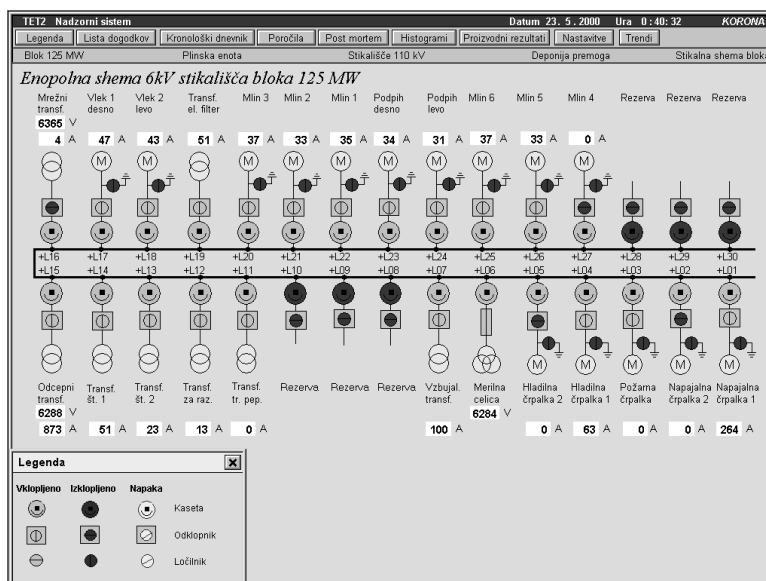 TET2 Nadzorni sistem Datum 23. 5. 2000 Ura 0:40:32 KORONA
Legenda Lista dogodkov Kronološki dnevnik Poročila Post mortem Histogrami Proizvodni rezultati Nastavitve Trendi
Blok 125 MW Plinska enota Stikališče 110 kV Deponija premoga Stikalna shema bloka
Enopolna shema 6kV stikališča bloka 125 MW
Mrežni Vlek 1 Vlek 2 Transf. Mlin 3 Mlin 2 Mlin 1 Podpih Podpih Mlin 6 Mlin 5 Mlin 4 Rezerva Rezerva Rezerva
transf. desno levo el. filter desno levo
6365 V
4 A 47 A 43 A 51 A 37 A 33 A 35 A 34 A 31 A 37 A 33 A 0 A
M M M M M M M M M M
+L16 +L17 +L18 +L19 +L20 +L21 +L22 +L23 +L24 +L25 +L26 +L27 +L28 +L29 +L30
+L15 +L14 +L13 +L12 +L11 +L10 +L09 +L08 +L07 +L06 +L05 +L04 +L03 +L02 +L01
M M M M M
Odcepni Transf. Transf. Transf. Transf. Rezerva Rezerva Rezerva Vzbujal. Merilna Hladilna Hladilna Požarna Napajalna Napajalna
transf. št. 1 št. 2 za raz. tr. pep. transf. celica črpalka 2 črpalka 1 črpalka črpalka 2 črpalka 1
6288 V 6284 V
873 A 51 A 23 A 13 A 0 A 100 A 0 A 63 A 0 A 0 A 264 A
Legenda
Vklopljeno Izklopljeno Napaka
Kaseta
Odklopnik
Ločilnik